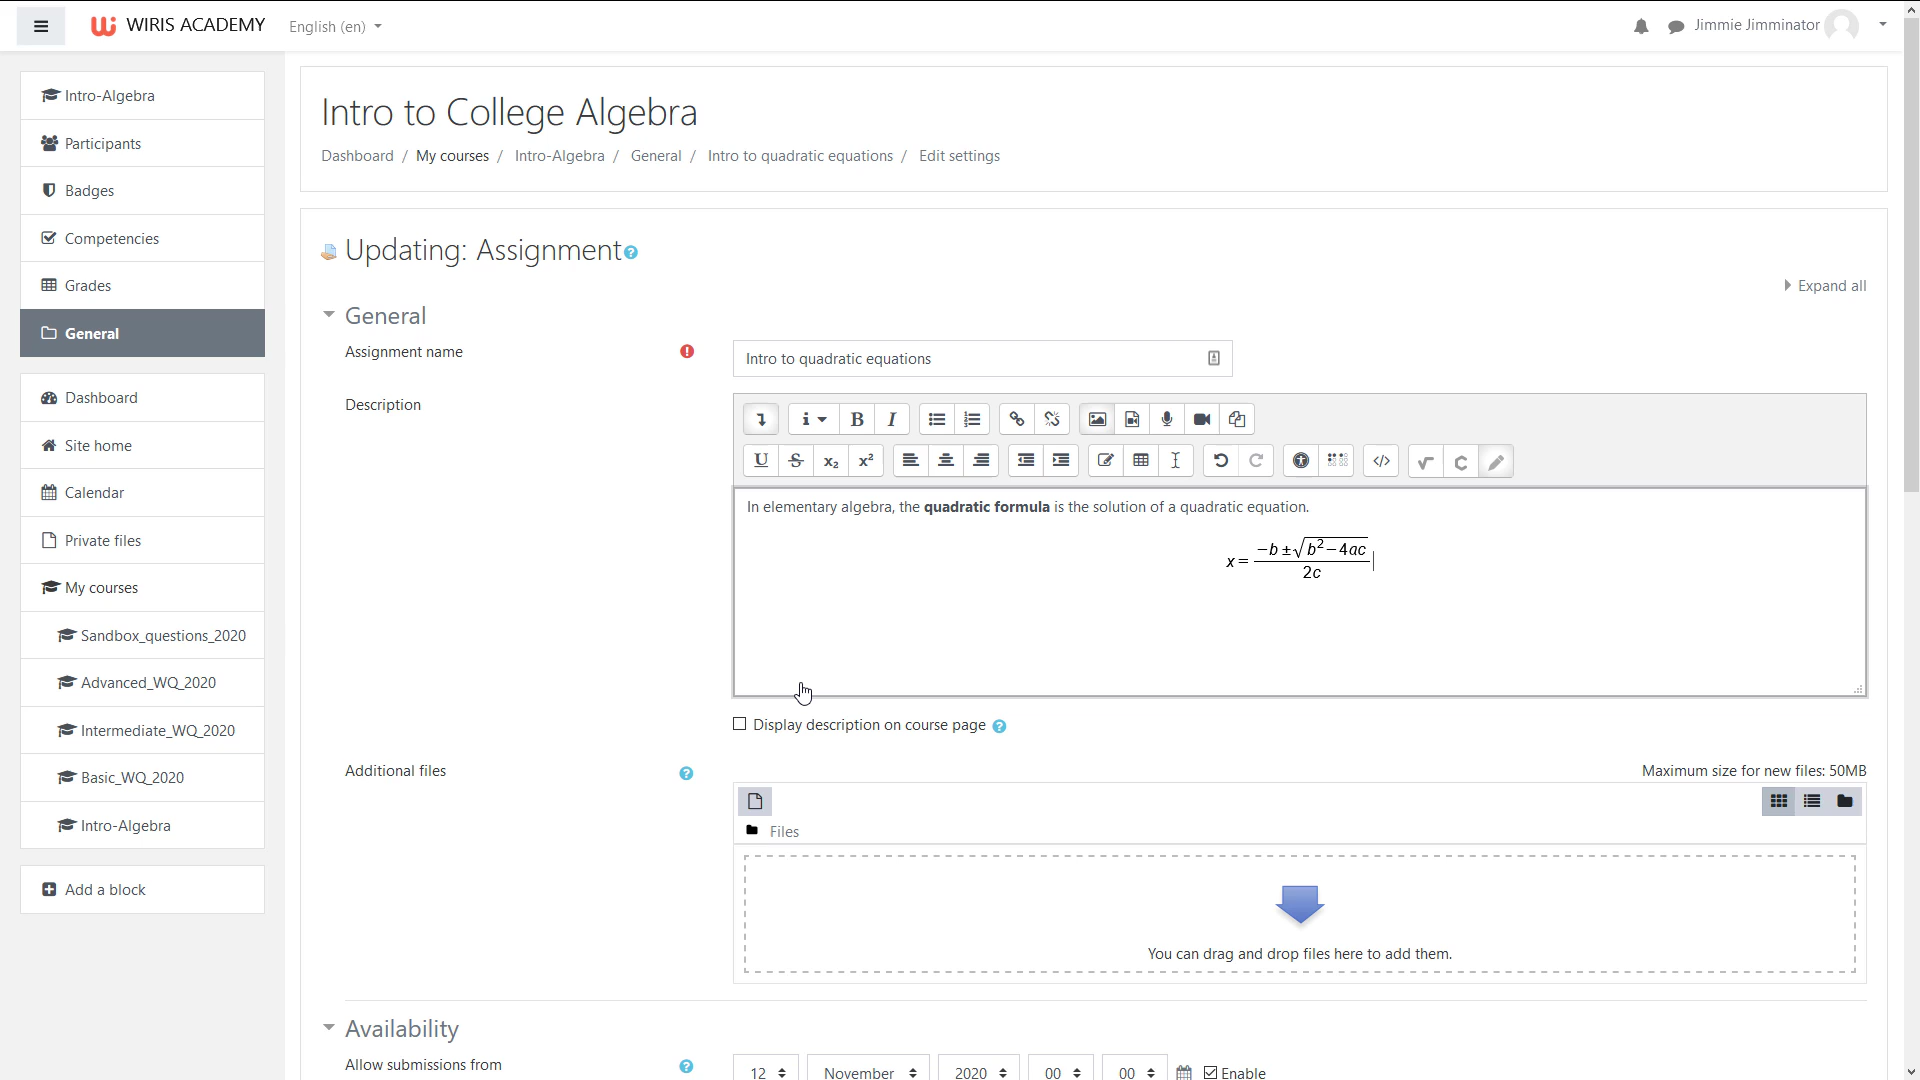 WIRIS ACADEMY English (en)
Jimmie Jimminator
Intro-Algebra
Participants
Badges
Competencies
Grades
General
Dashboard
Site home
Calendar
Private files
My courses
Sandbox_questions_2020
Advanced_WQ_2020
Intermediate_WQ_2020
Basic_WQ_2020
Intro-Algebra
Add a block
Intro to College Algebra
Dashboard / My courses / Intro-Algebra / General / Intro to quadratic equations / Edit settings
Updating: Assignment
Expand all
General
Assignment name
Intro to quadratic equations
Description
In elementary algebra, the quadratic formula is the solution of a quadratic equation.
x = (−b ± √(b² − 4ac)) / 2c
Display description on course page
Additional files
Maximum size for new files: 50MB
Files
You can drag and drop files here to add them.
Availability
Allow submissions from
12 November 2020 00 00 Enable